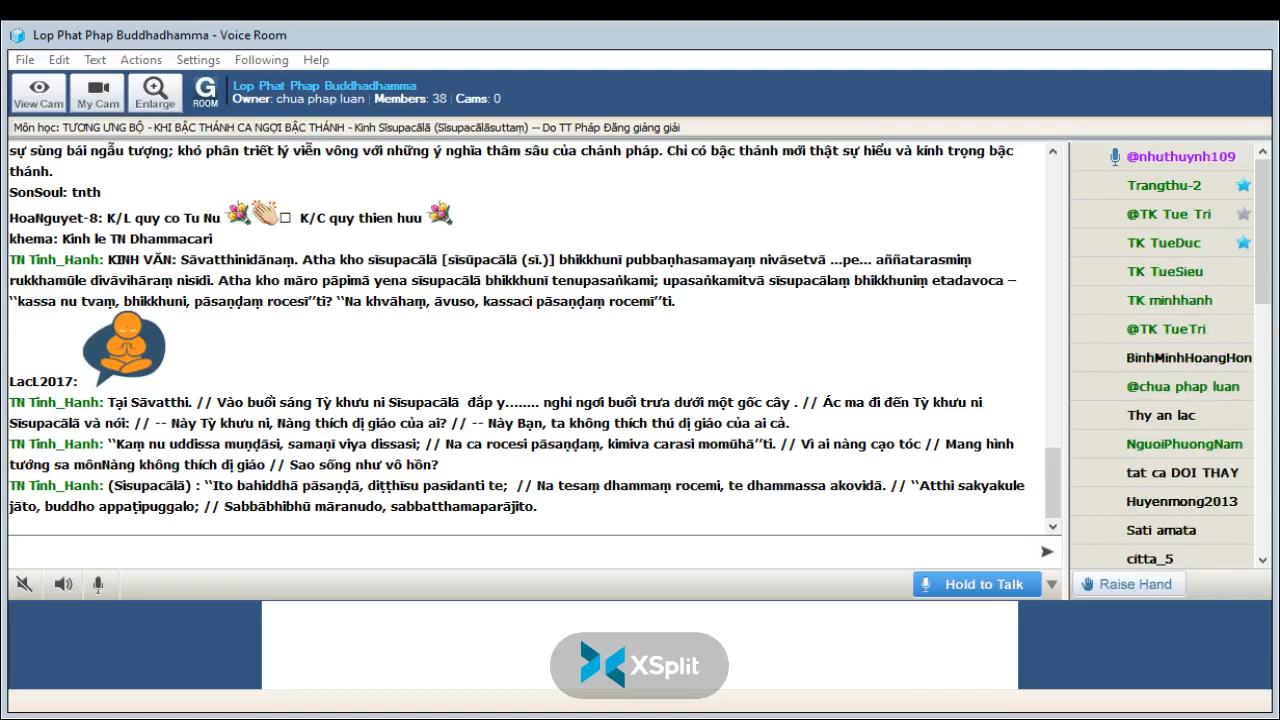 Lop Phat Phap Buddhadhamma - Voice Room
File Edit Text Actions Settings Following Help
View Cam My Cam Enlarge G ROOM
Lop Phat Phap Buddhadhamma
Owner: chua phap luan | Members: 38 | Cams: 0
Môn học: TƯƠNG ƯNG BỘ - KHI BẬC THÁNH CA NGỢI BẬC THÁNH - Kinh Sīsupacālā (Sīsupacālāsuttaṃ) -- Do TT Pháp Đăng giảng giải
sự sùng bái ngẫu tượng; khó phân triết lý viễn vông với những ý nghĩa thâm sâu của chánh pháp. Chỉ có bậc thánh mới thật sự hiểu và kính trọng bậc
thánh.
SonSoul: tnth
HoaNguyet-8: K/L quy co Tu Nu K/C quy thien huu
khema: Kính le TN Dhammacari
TN Tinh_Hanh: KINH VĂN: Sāvatthinidānaṃ. Atha kho sīsupacālā [sīsūpacālā (sī.)] bhikkhunī pubbaṇhasamayaṃ nivāsetvā ...pe... aññatarasmiṃ
rukkhamūle divāvihāraṃ nisīdi. Atha kho māro pāpimā yena sīsupacālā bhikkhunī tenupasaṅkami; upasaṅkamitvā sīsupacālaṃ bhikkhuniṃ etadavoca –
‘‘kassa nu tvaṃ, bhikkhuni, pāsaṇḍaṃ rocesī’’ti? ‘‘Na khvāhaṃ, āvuso, kassaci pāsaṇḍaṃ rocemī’’ti.
LacL2017:
TN Tinh_Hanh: Tại Sāvatthi. // Vào buổi sáng Tỳ khưu ni Sīsupacālā đắp y........ nghỉ ngơi buổi trưa dưới một gốc cây . // Ác ma đi đến Tỳ khưu ni
Sīsupacālā và nói: // -- Này Tỳ khưu ni, Nàng thích dị giáo của ai? // -- Này Bạn, ta không thích thú dị giáo của ai cả.
TN Tinh_Hanh: ‘‘Kaṃ nu uddissa muṇḍāsi, samaṇī viya dissasi; // Na ca rocesi pāsaṇḍaṃ, kimiva carasi momūhā’’ti. // Vì ai nàng cạo tóc // Mang hình
tướng sa mônNàng không thích dị giáo // Sao sống như vô hồn?
TN Tinh_Hanh: (Sīsupacālā) : ‘‘Ito bahiddhā pāsaṇḍā, diṭṭhīsu pasīdanti te; // Na tesaṃ dhammaṃ rocemi, te dhammassa akovidā. // ‘‘Atthi sakyakule
jāto, buddho appaṭipuggalo; // Sabbābhibhū māranudo, sabbatthamaparājito.
Hold to Talk
@nhuthuynh109
Trangthu-2
@TK Tue Tri
TK TueDuc
TK TueSieu
TK minhhanh
@TK TueTri
BinhMinhHoangHon
@chua phap luan
Thy an lac
NguoiPhuongNam
tat ca DOI THAY
Huyenmong2013
Sati amata
citta_5
Raise Hand
XSplit